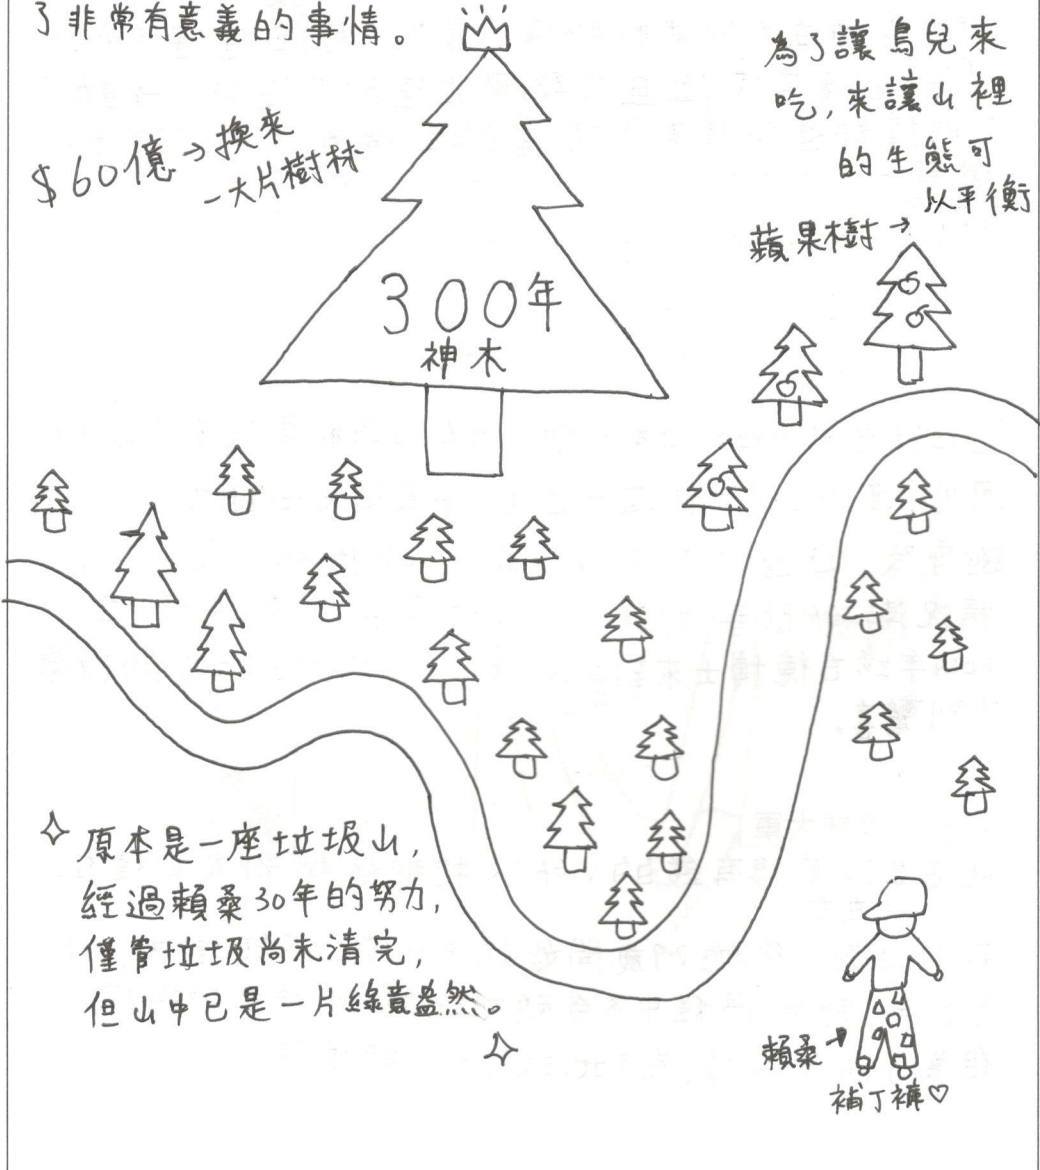 了非常有意義的事情。
為了讓鳥兒來
吃,來讓山裡
的生態可
以平衡
$60億→換來
一大片樹林
蘋果樹→
300年
神木
原本是一座垃圾山,
經過賴桑30年的努力,
僅管垃圾尚未清完,
但山中已是一片綠意盎然。
賴桑→
補丁褲♡